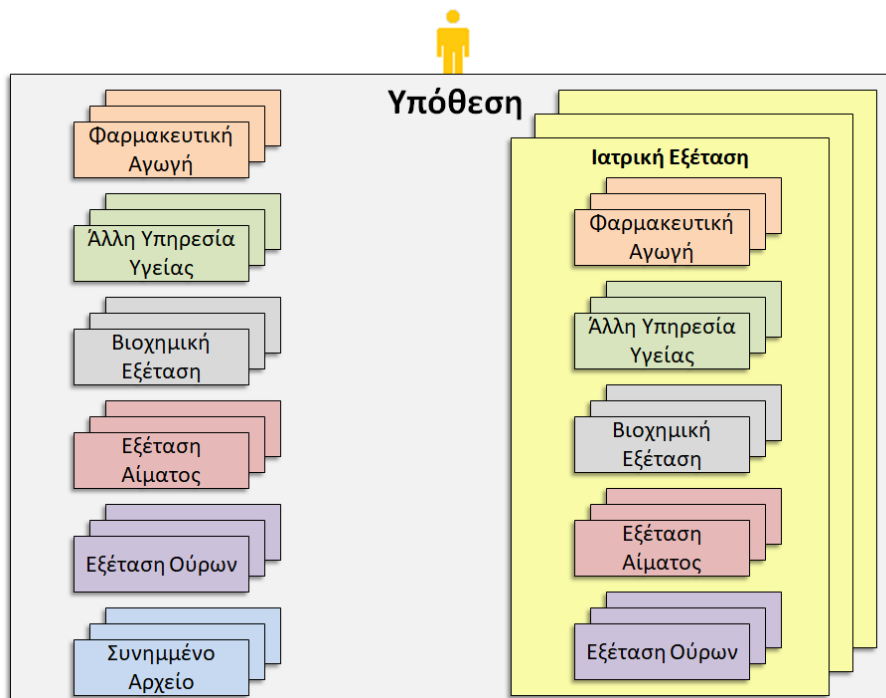 Υπόθεση
Φαρμακευτική
Αγωγή
Άλλη Υπηρεσία
Υγείας
Βιοχημική
Εξέταση
Εξέταση
Αίματος
Εξέταση Ούρων
Συνημμένο
Αρχείο
Ιατρική Εξέταση
Φαρμακευτική
Αγωγή
Άλλη Υπηρεσία
Υγείας
Βιοχημική
Εξέταση
Εξέταση
Αίματος
Εξέταση Ούρων